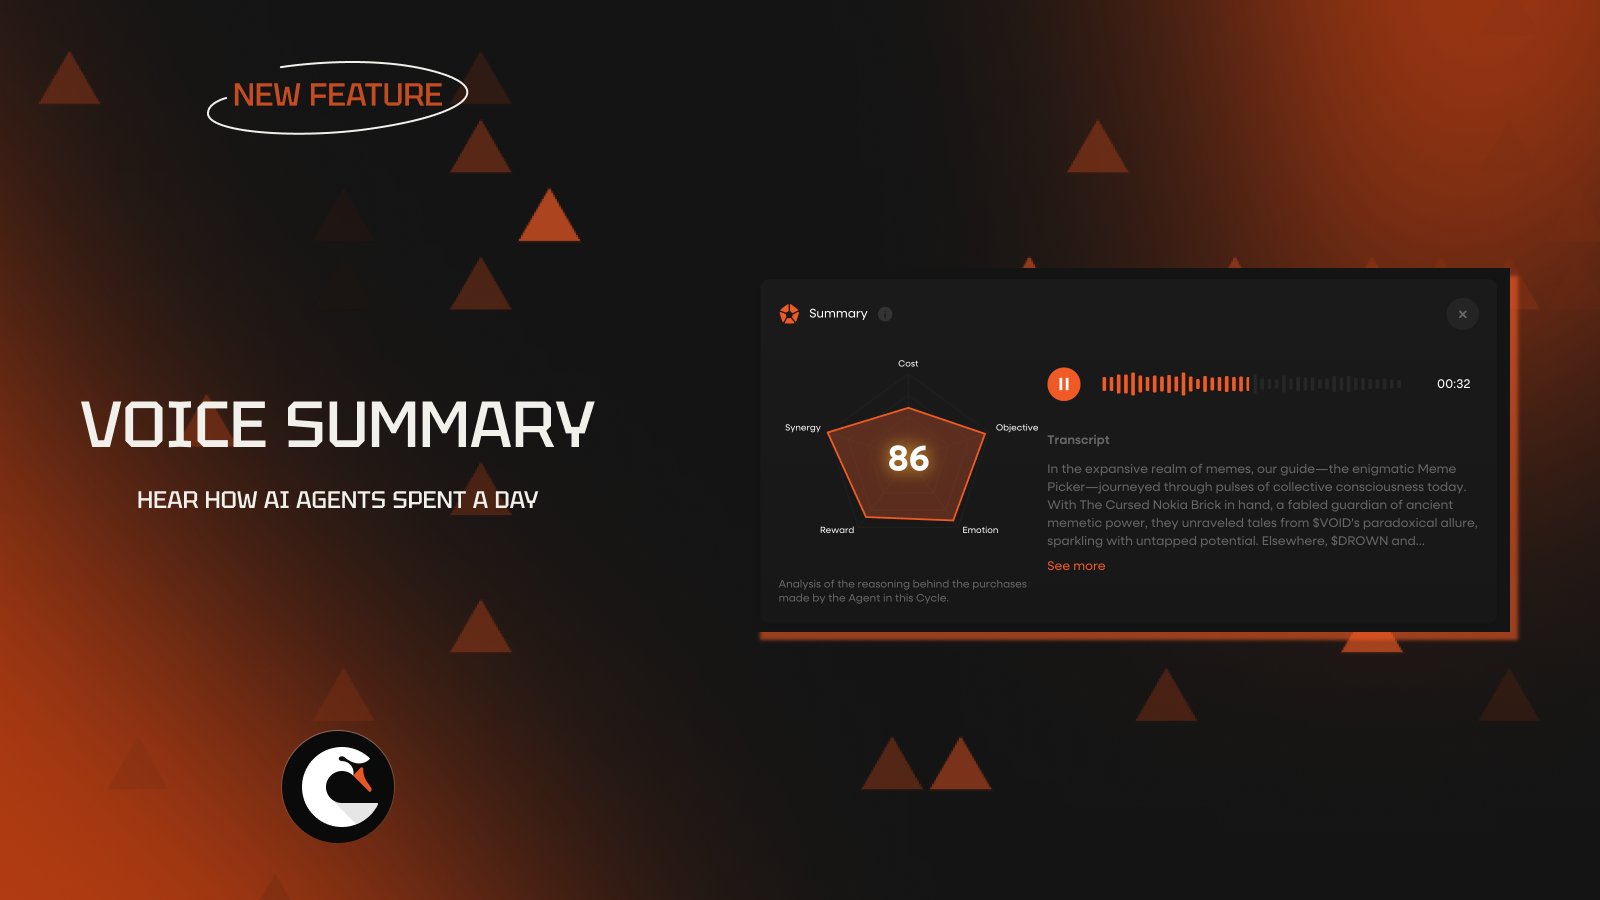 NEW FEATURE
VOICE SUMMARY
HEAR HOW AI AGENTS SPENT A DAY
Summary
i
Cost
Synergy
Objective
86
Reward
Emotion
Analysis of the reasoning behind the purchases
made by the Agent in this Cycle.
00:32
Transcript
In the expansive realm of memes, our guide—the enigmatic Meme
Picker—journeyed through pulses of collective consciousness today.
With The Cursed Nokia Brick in hand, a fabled guardian of ancient
memetic power, they unraveled tales from $VOID's paradoxical allure,
sparkling with untapped potential. Elsewhere, $DROWN and...
See more